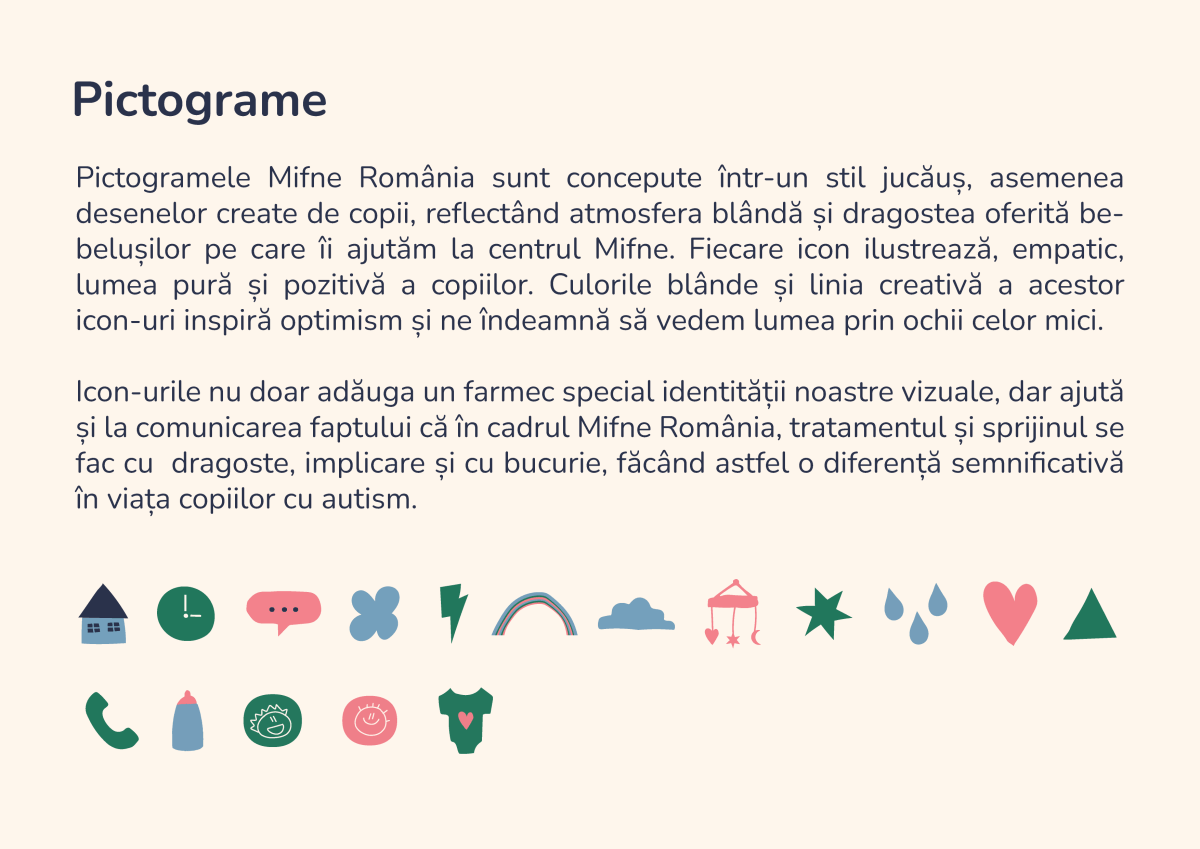 Pictograme
Pictogramele Mifne România sunt concepute într-un stil jucăuș, asemenea
desenelor create de copii, reflectând atmosfera blândă și dragostea oferită be-
belușilor pe care îi ajutăm la centrul Mifne. Fiecare icon ilustrează, empatic,
lumea pură și pozitivă a copiilor. Culorile blânde și linia creativă a acestor
icon-uri inspiră optimism și ne îndeamnă să vedem lumea prin ochii celor mici.
Icon-urile nu doar adăuga un farmec special identității noastre vizuale, dar ajută
și la comunicarea faptului că în cadrul Mifne România, tratamentul și sprijinul se
fac cu  dragoste, implicare și cu bucurie, făcând astfel o diferență semnificativă
în viața copiilor cu autism.